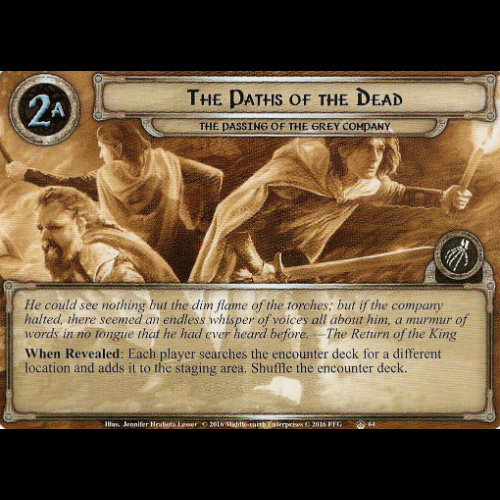 2A
The Paths of the Dead
The Passing of the Grey Company
He could see nothing but the dim flame of the torches; but if the company
halted, there seemed an endless whisper of voices all about him, a murmur of
words in no tongue that he had ever heard before. —The Return of the King
When Revealed: Each player searches the encounter deck for a different
location and adds it to the staging area. Shuffle the encounter deck.
Illus. Jennifer Hrabota Lesser © 2016 Middle-earth Enterprises © 2016 FFG 64